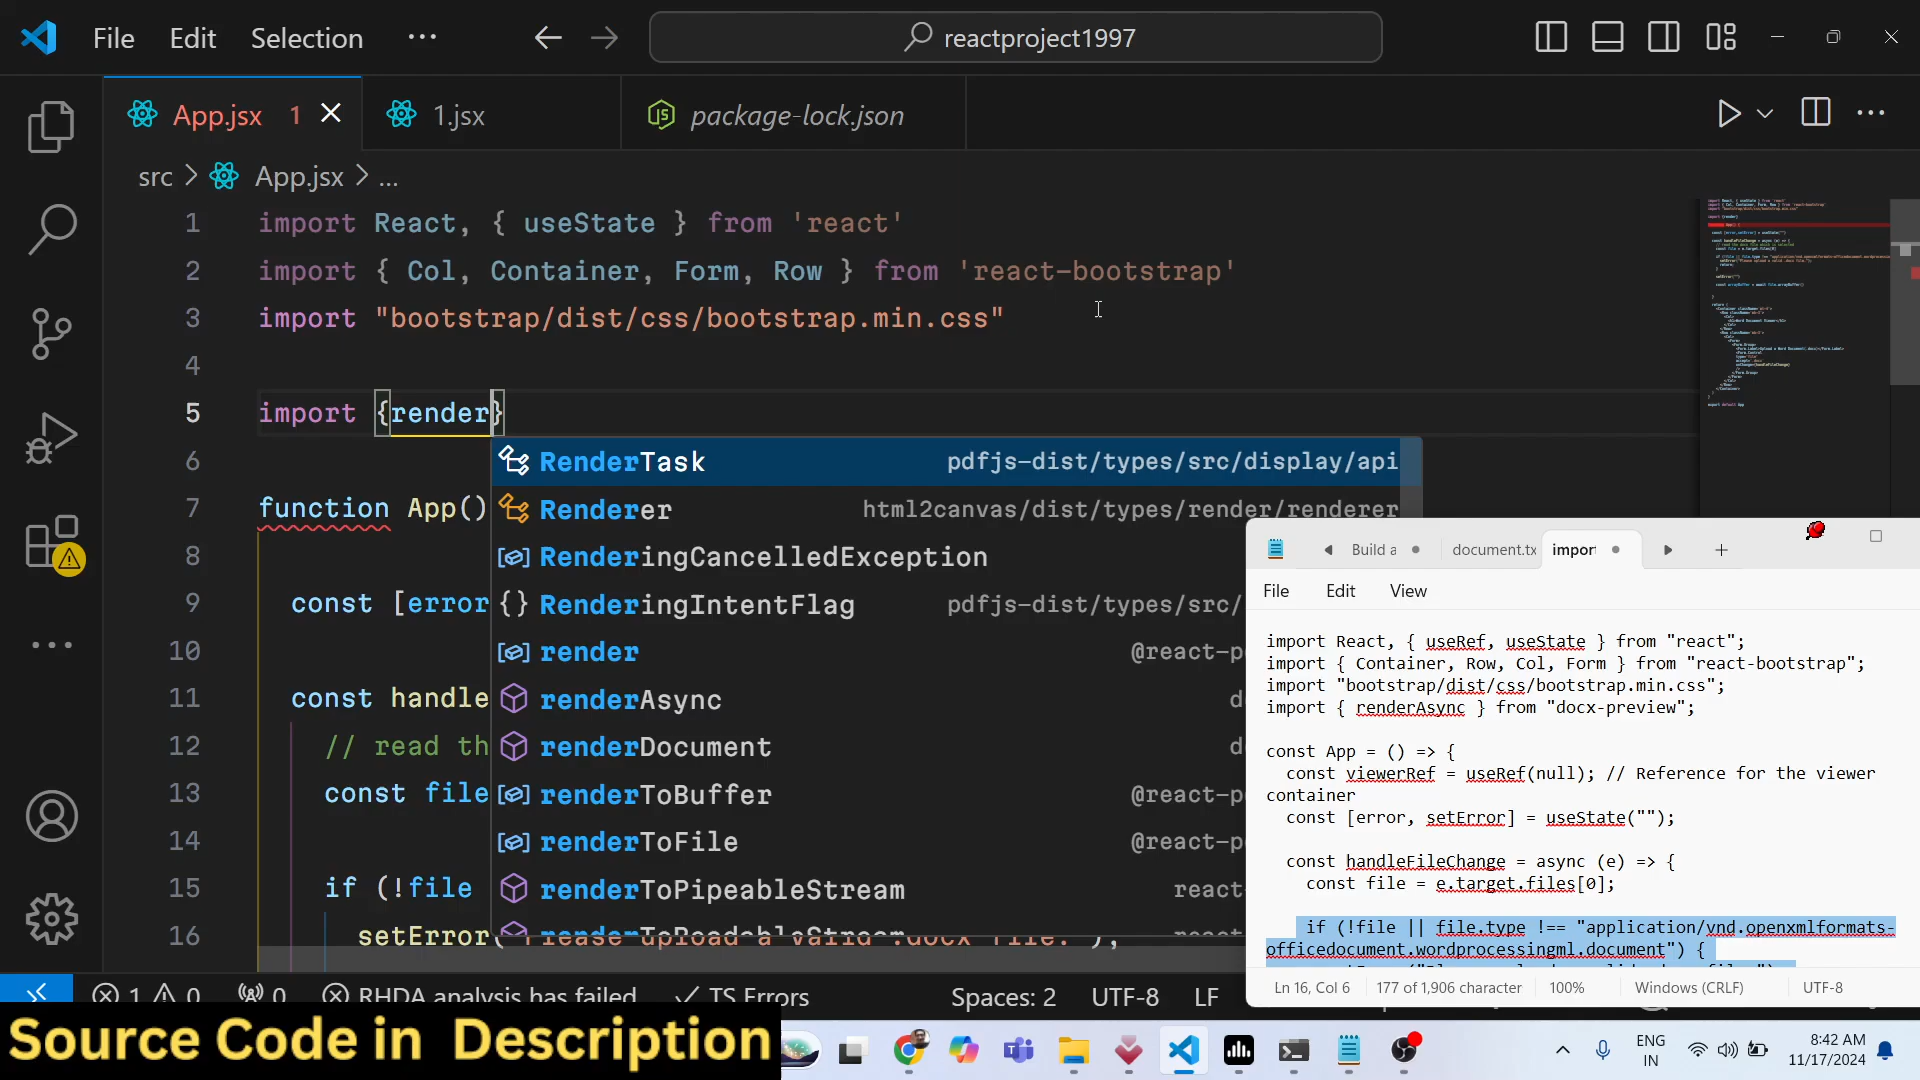 File Edit Selection ··· reactproject1997
App.jsx 1 1.jsx package-lock.json
src > App.jsx > ...
1 import React, { useState } from 'react'
2 import { Col, Container, Form, Row } from 'react-bootstrap'
3 import "bootstrap/dist/css/bootstrap.min.css"
4
5 import {render}
6
7 function App()
8
9 const [error
10
11 const handle
12 // read th
13 const file
14
15 if (!file
16 setError(
RenderTask pdfjs-dist/types/src/display/api
Renderer html2canvas/dist/types/render/renderer
RenderingCancelledException
RenderingIntentFlag pdfjs-dist/types/src/
render @react-p
renderAsync d
renderDocument d
renderToBuffer @react-p
renderToFile @react-p
renderToPipeableStream react
Build a document.tx impor
File Edit View
import React, { useRef, useState } from "react";
import { Container, Row, Col, Form } from "react-bootstrap";
import "bootstrap/dist/css/bootstrap.min.css";
import { renderAsync } from "docx-preview";
const App = () => {
const viewerRef = useRef(null); // Reference for the viewer
container
const [error, setError] = useState("");
const handleFileChange = async (e) => {
const file = e.target.files[0];
if (!file || file.type !== "application/vnd.openxmlformats-
officedocument.wordprocessingml.document") {
Ln 16, Col 6 177 of 1,906 character 100% Windows (CRLF) UTF-8
1 0 0 RHDA analysis has failed TS Errors Spaces: 2 UTF-8 LF
Source Code in Description
ENG
IN
8:42 AM
11/17/2024